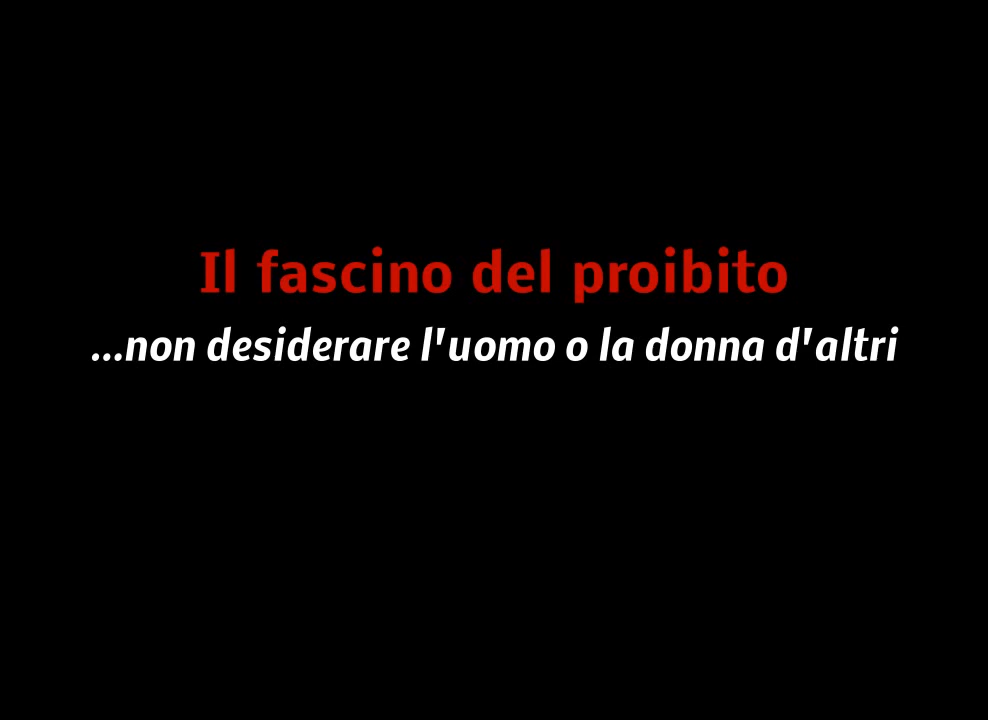 Il fascino del proibito
...non desiderare l'uomo o la donna d'altri